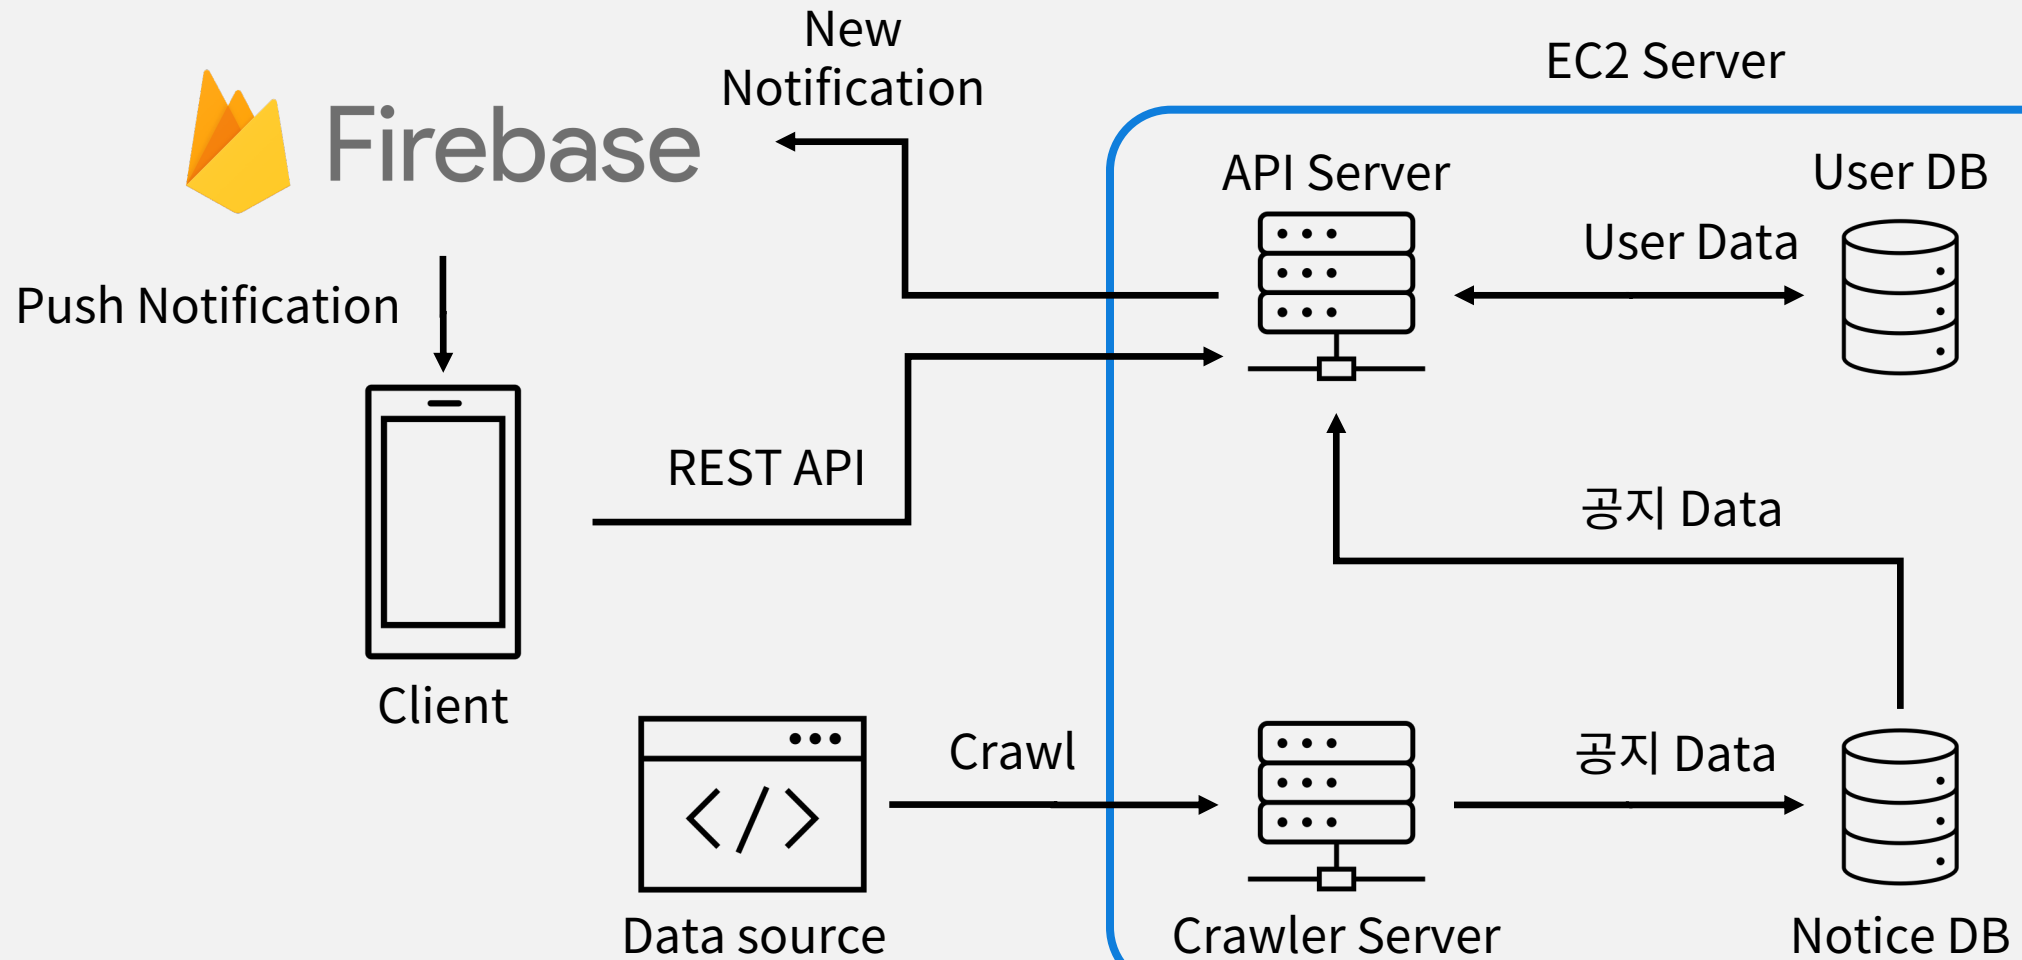 New
Notification
EC2 Server
Firebase
API Server
User DB
User Data
Push Notification
REST API
공지 Data
Client
Crawl
공지 Data
</>
Data source
Crawler Server
Notice DB